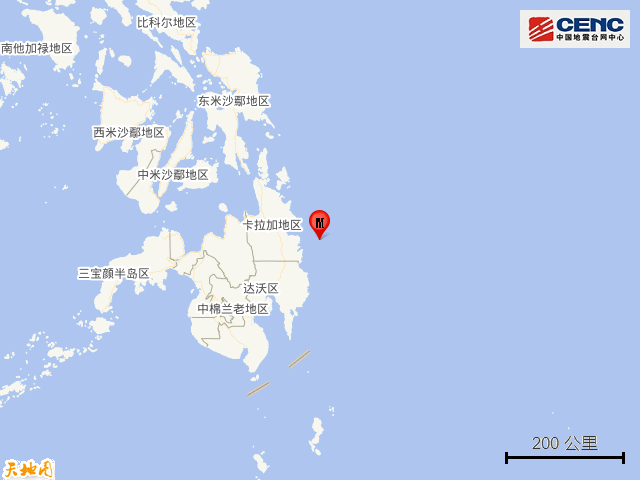 比科尔地区
CENC
中国地震台网中心
南他加禄地区
东米沙鄢地区
西米沙鄢地区
中米沙鄢地区
卡拉加地区
M
三宝颜半岛区
达沃区
中棉兰老地区
200 公里
天地图